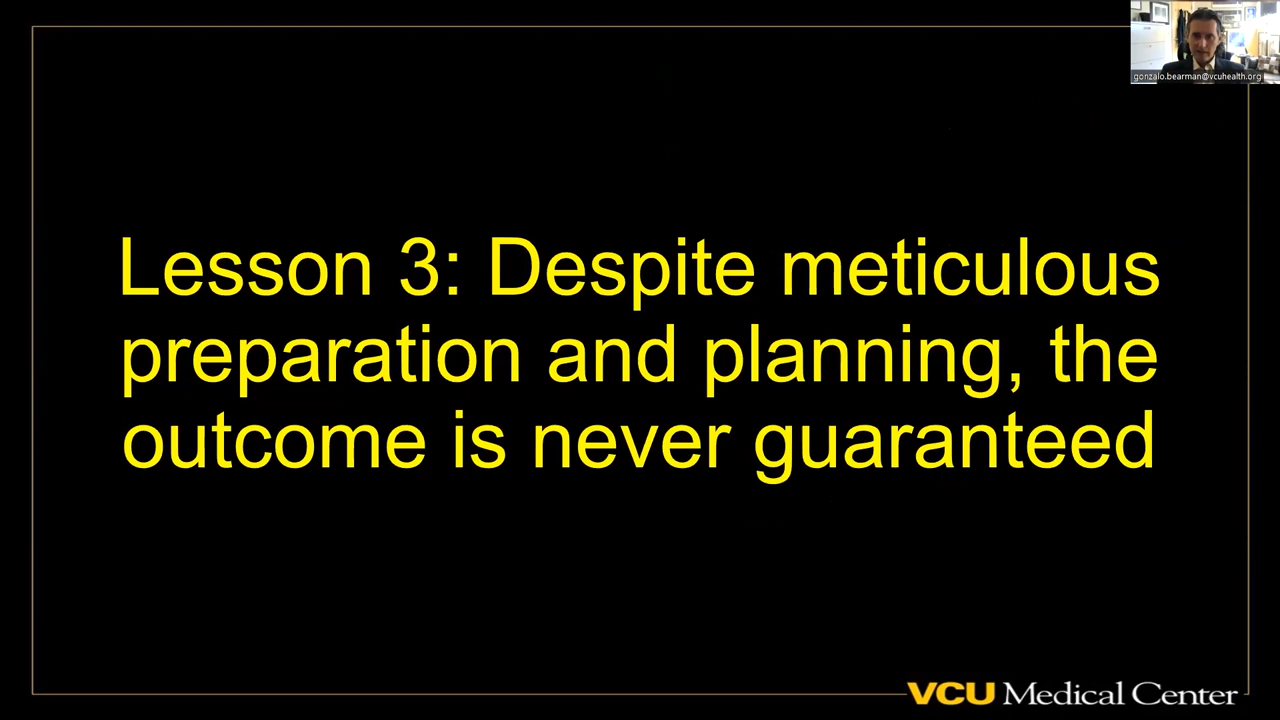 gonzalo.bearman@vcuhealth.org
Lesson 3: Despite meticulous
preparation and planning, the
outcome is never guaranteed
VCU Medical Center